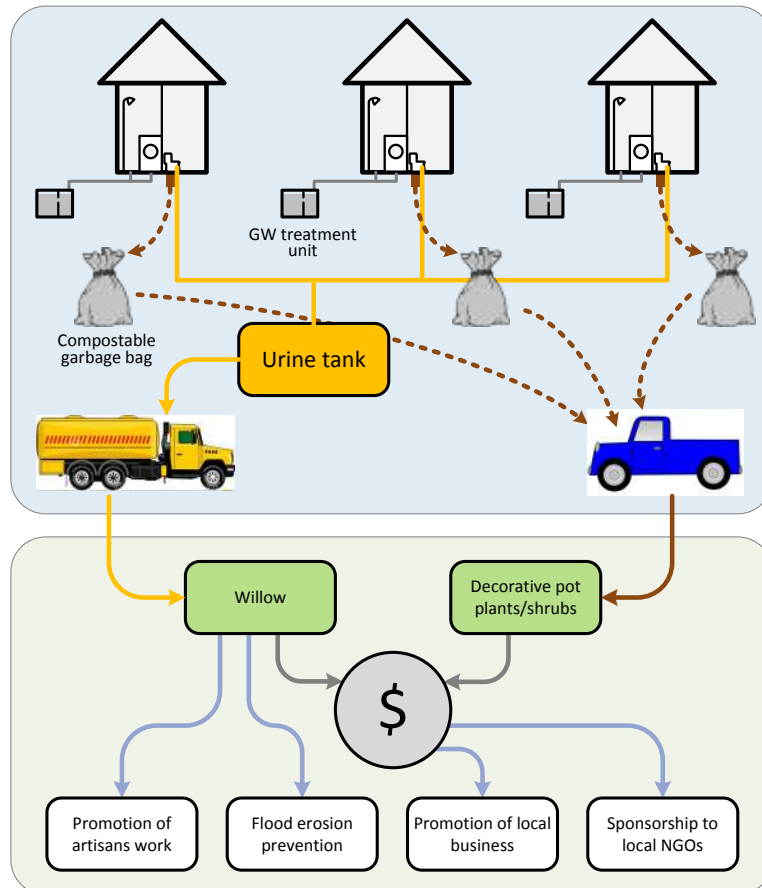 GW treatment
unit
Compostable
garbage bag
Urine tank
Willow
Decorative pot
plants/shrubs
$
Promotion of
artisans work
Flood erosion
prevention
Promotion of local
business
Sponsorship to
local NGOs